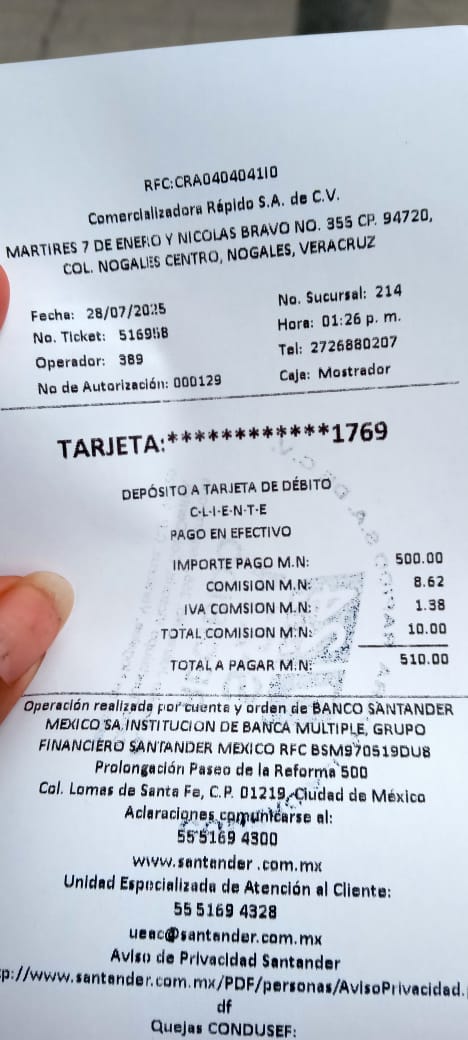 RFC:CRA0404041I0
Comercializadora Rápido S.A. de C.V.
MARTIRES 7 DE ENERO Y NICOLAS BRAVO NO. 355 CP. 94720,
COL. NOGALES CENTRO, NOGALES, VERACRUZ
Fecha: 28/07/2025 No. Sucursal: 214
No. Ticket: 516958 Hora: 01:26 p. m.
Operador: 389 Tel: 2726880207
No de Autorización: 000129 Caja: Mostrador
TARJETA:************1769
DEPÓSITO A TARJETA DE DÉBITO
C-L-I-E-N-T-E
PAGO EN EFECTIVO
IMPORTE PAGO M.N: 500.00
COMISION M.N: 8.62
IVA COMSION M.N: 1.38
TOTAL COMISION M.N: 10.00
TOTAL A PAGAR M.N: 510.00
Operación realizada por cuenta y orden de BANCO SANTANDER
MEXICO SA, INSTITUCION DE BANCA MULTIPLE, GRUPO
FINANCIERO SANTANDER MEXICO RFC BSM970519DU8
Prolongación Paseo de la Reforma 500
Col. Lomas de Santa Fe, C.P. 01219, Ciudad de México
Aclaraciones comunicarse al:
55 5169 4300
www.santander .com.mx
Unidad Especializada de Atención al Cliente:
55 5169 4328
ueac@santander.com.mx
Aviso de Privacidad Santander
p://www.santander.com.mx/PDF/personas/AvisoPrivacidad.p
df
Quejas CONDUSEF: